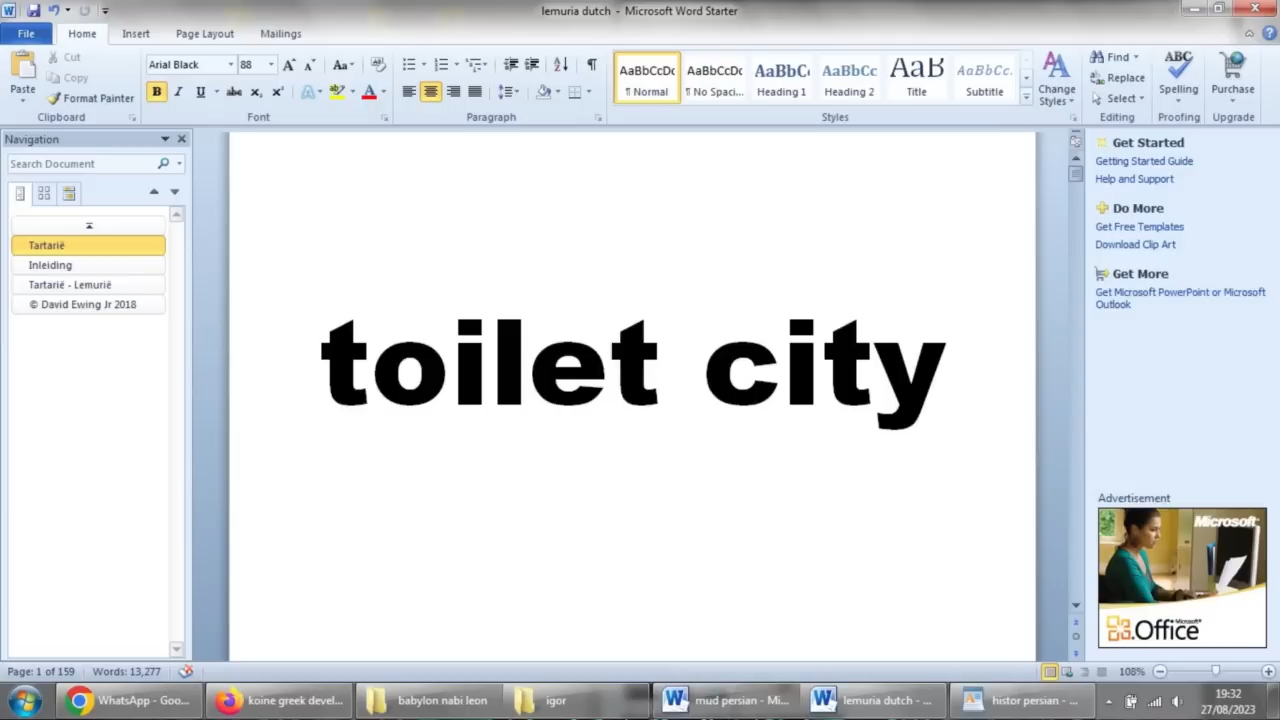 lemuria dutch - Microsoft Word Starter
File Home Insert Page Layout Mailings
Paste Cut Copy Format Painter Clipboard
Arial Black 88 Font
Paragraph
AaBbCcDc ¶ Normal AaBbCcDc ¶ No Spaci... AaBbC Heading 1 AaBbCc Heading 2 AaB Title AaBbCc. Subtitle Styles
Change Styles
Find Replace Select Editing
ABC Spelling Proofing
Purchase Upgrade
Navigation
Search Document
Tartarië
Inleiding
Tartarië - Lemurië
© David Ewing Jr 2018
toilet city
Get Started
Getting Started Guide
Help and Support
Do More
Get Free Templates
Download Clip Art
Get More
Get Microsoft PowerPoint or Microsoft
Outlook
Advertisement
Microsoft
Microsoft
Office
Page: 1 of 159 Words: 13,277 108%
WhatsApp - Goo... koine greek devel... babylon nabi leon igor mud persian - Mi... lemuria dutch - ... histor persian - ... 19:32
27/08/2023